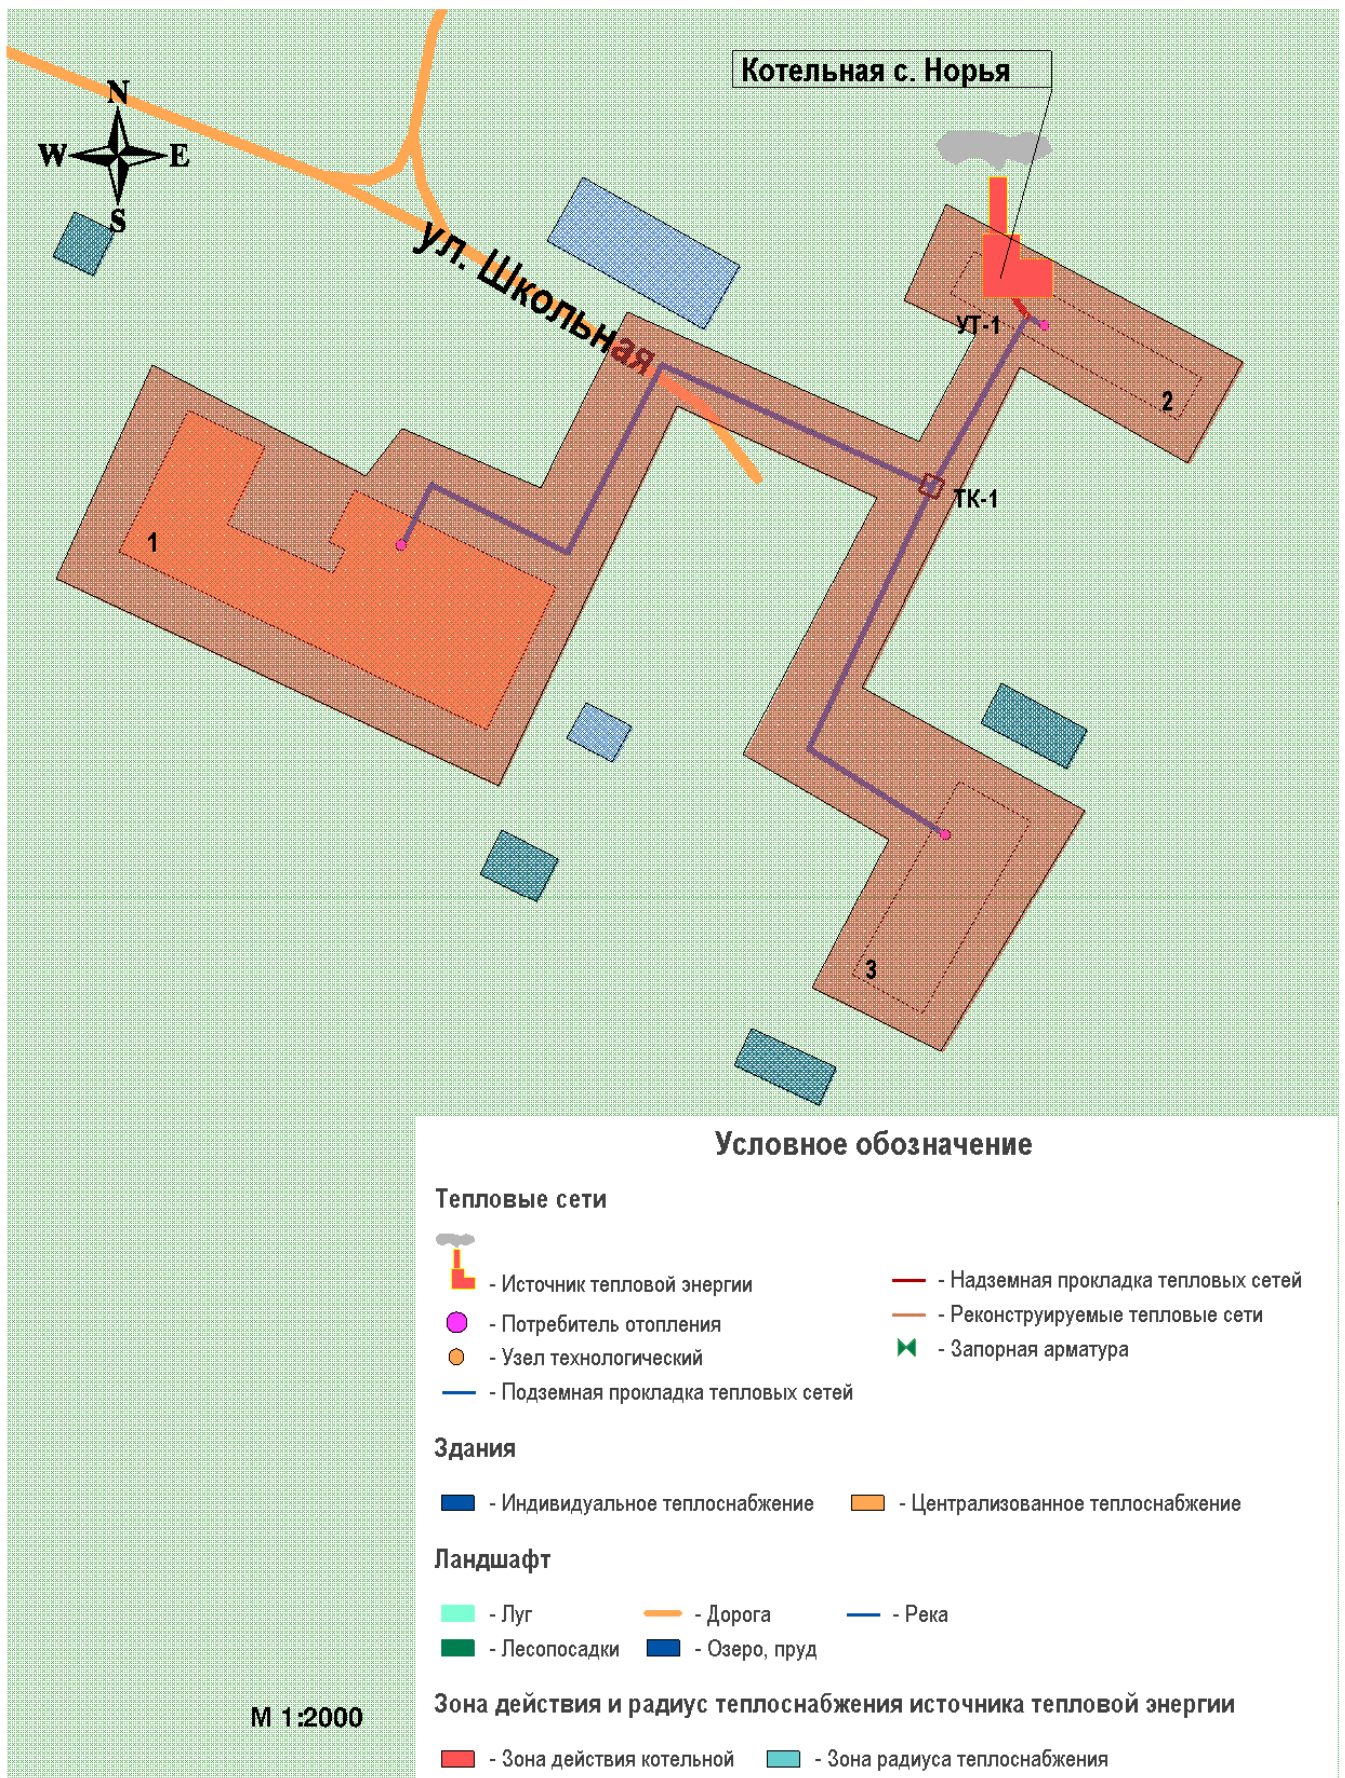 Котельная с. Норья
N
W E
S
ул. Школьная
УТ-1
2
ТК-1
1
3
Условное обозначение
Тепловые сети
- Источник тепловой энергии
- Надземная прокладка тепловых сетей
- Потребитель отопления
- Реконструируемые тепловые сети
- Узел технологический
- Запорная арматура
- Подземная прокладка тепловых сетей
Здания
- Индивидуальное теплоснабжение
- Централизованное теплоснабжение
Ландшафт
- Луг
- Дорога
- Река
- Лесопосадки
- Озеро, пруд
Зона действия и радиус теплоснабжения источника тепловой энергии
М 1:2000
- Зона действия котельной
- Зона радиуса теплоснабжения